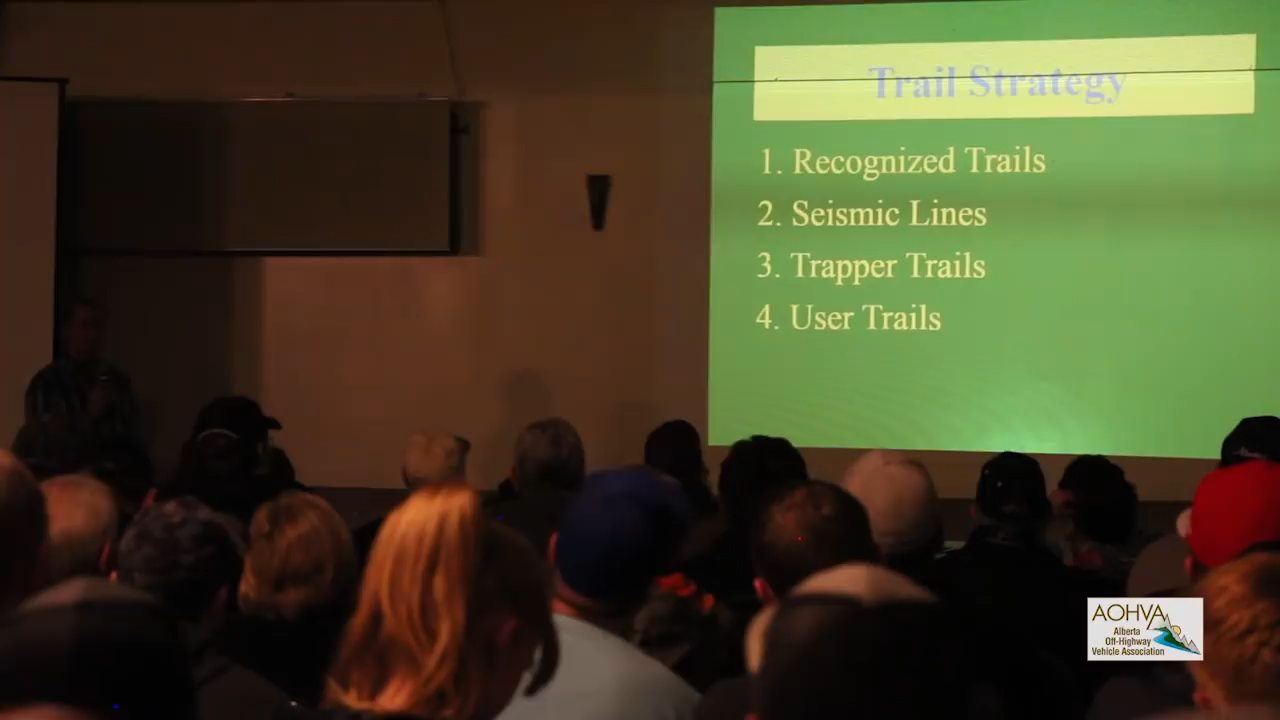 Trail Strategy
1. Recognized Trails
2. Seismic Lines
3. Trapper Trails
4. User Trails
AOHVA
Alberta
Off-Highway
Vehicle Association